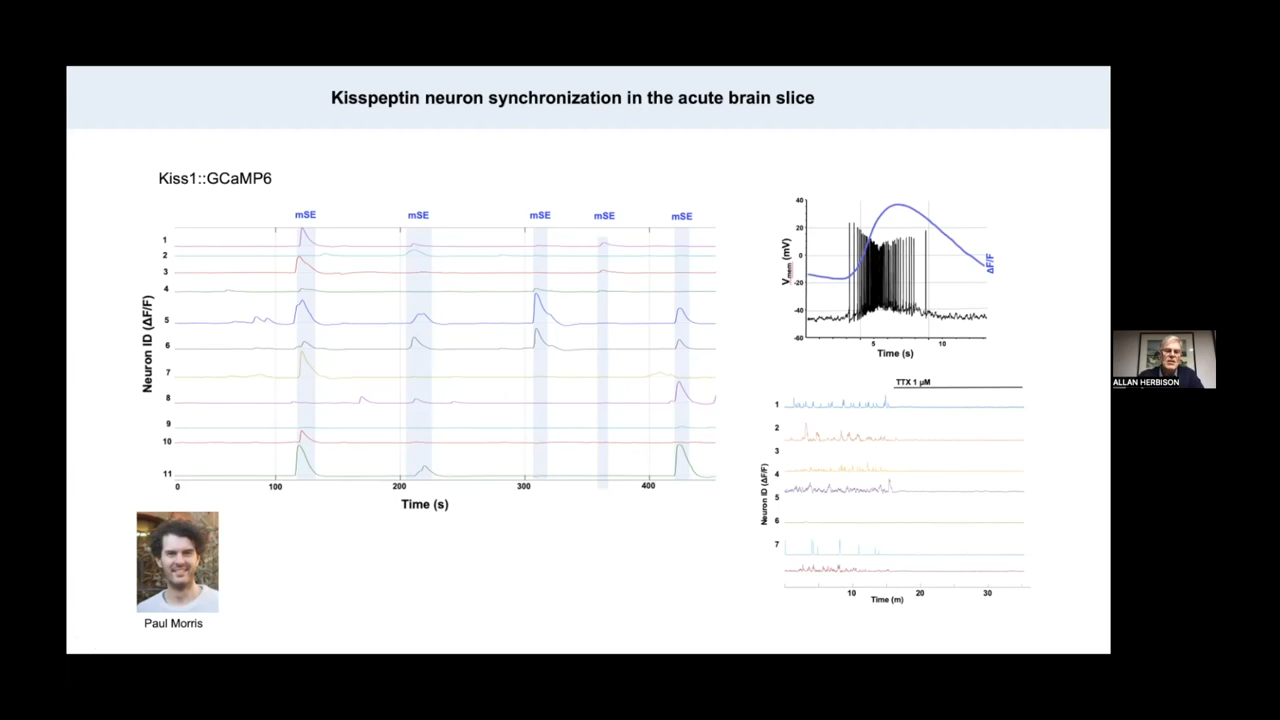 Kisspeptin neuron synchronization in the acute brain slice
Kiss1::GCaMP6
mSE mSE mSE mSE mSE
Neuron ID (ΔF/F)
1
2
3
4
5
6
7
8
9
10
11
0 100 200 300 400
Time (s)
Paul Morris
40
20
0
-20
-40
-60
Vmem (mV)
ΔF/F
5 10
Time (s)
TTX 1 µM
Neuron ID (ΔF/F)
1
2
3
4
5
6
7
10 20 30
Time (m)
ALLAN HERBISON